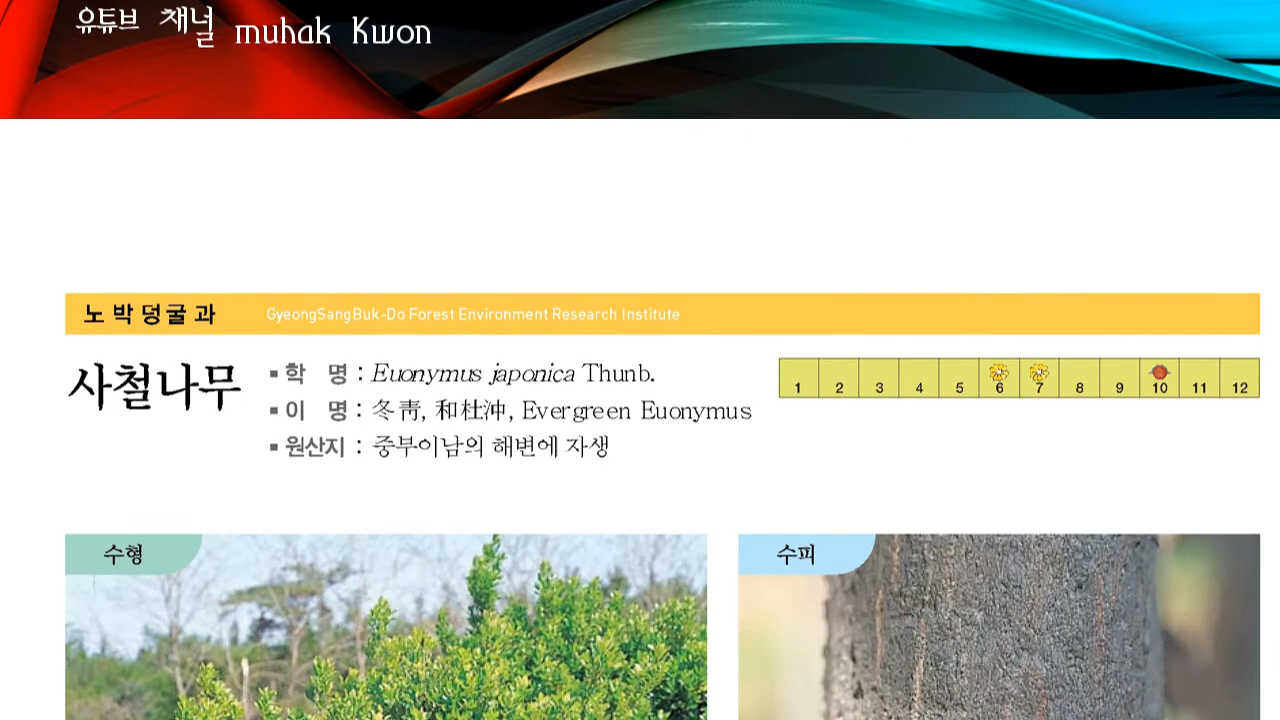 유튜브 채널 muhak Kwon
노박덩굴과 GyeongSangBuk-Do Forest Environment Research Institute
사철나무
▪ 학 명 : Euonymus japonica Thunb.
▪ 이 명 : 冬靑, 和杜沖, Evergreen Euonymus
▪ 원산지 : 중부이남의 해변에 자생
1 2 3 4 5 6 7 8 9 10 11 12
수형
수피